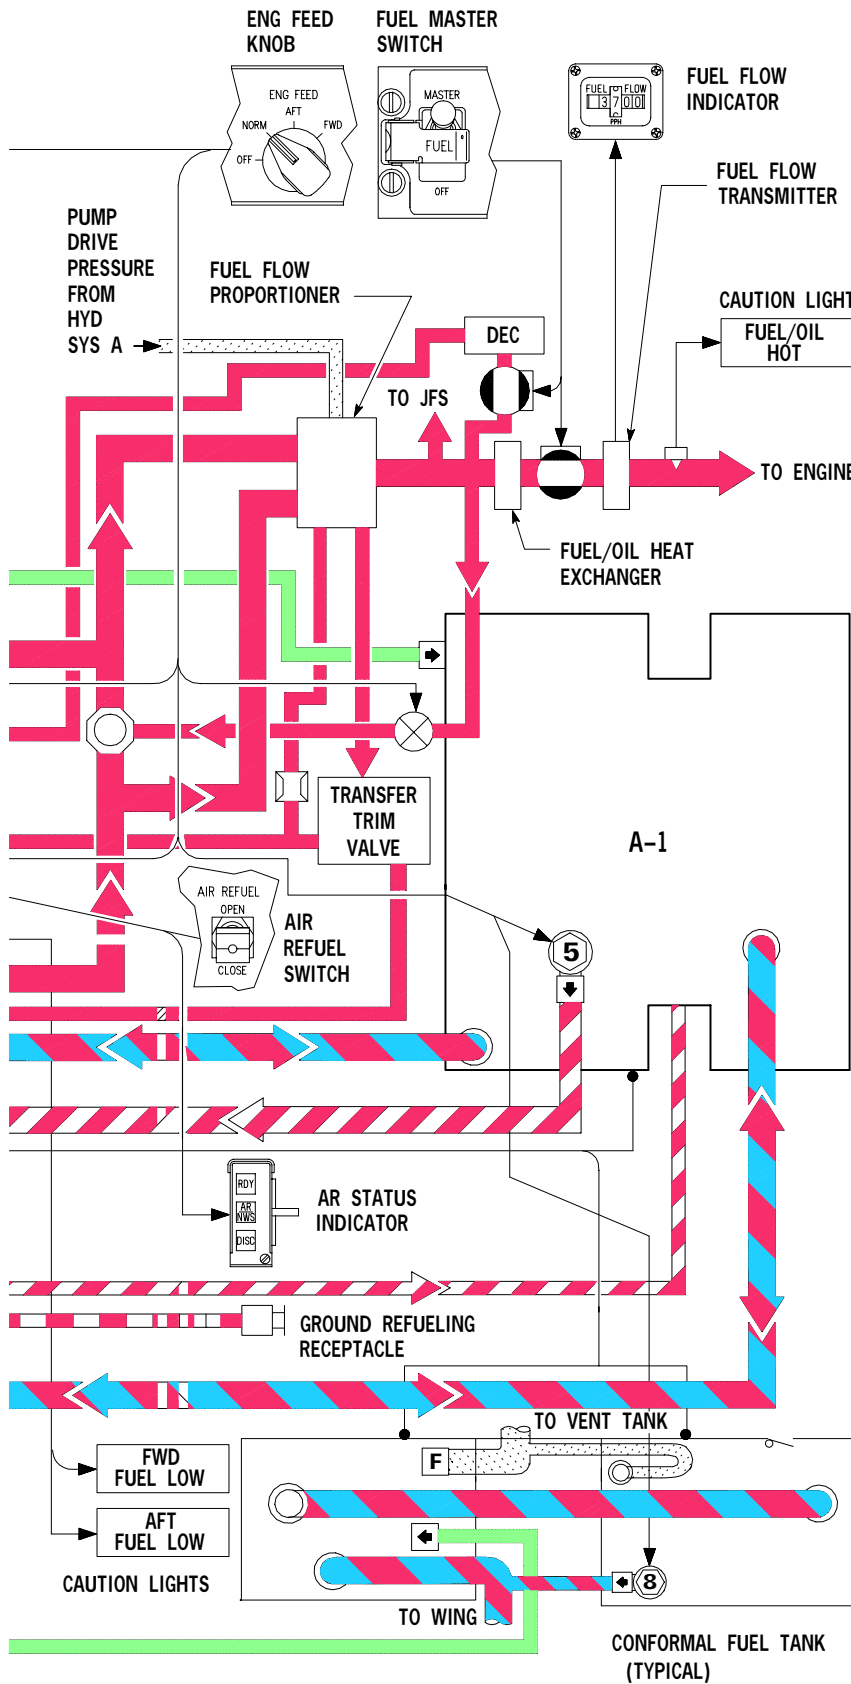 ENG FEED
KNOB
FUEL MASTER
SWITCH
FUEL FLOW
INDICATOR
ENG FEED
AFT
NORM
FWD
OFF
MASTER
FUEL
OFF
FUEL FLOW
3700
PPH
FUEL FLOW
TRANSMITTER
PUMP
DRIVE
PRESSURE
FROM
HYD
SYS A
FUEL FLOW
PROPORTIONER
CAUTION LIGHT
FUEL/OIL
HOT
DEC
TO JFS
TO ENGINE
FUEL/OIL HEAT
EXCHANGER
TRANSFER
TRIM
VALVE
A-1
AIR REFUEL
OPEN
CLOSE
AIR
REFUEL
SWITCH
5
RDY
AR
NWS
DISC
AR STATUS
INDICATOR
GROUND REFUELING
RECEPTACLE
TO VENT TANK
F
FWD
FUEL LOW
AFT
FUEL LOW
CAUTION LIGHTS
8
TO WING
CONFORMAL FUEL TANK
(TYPICAL)